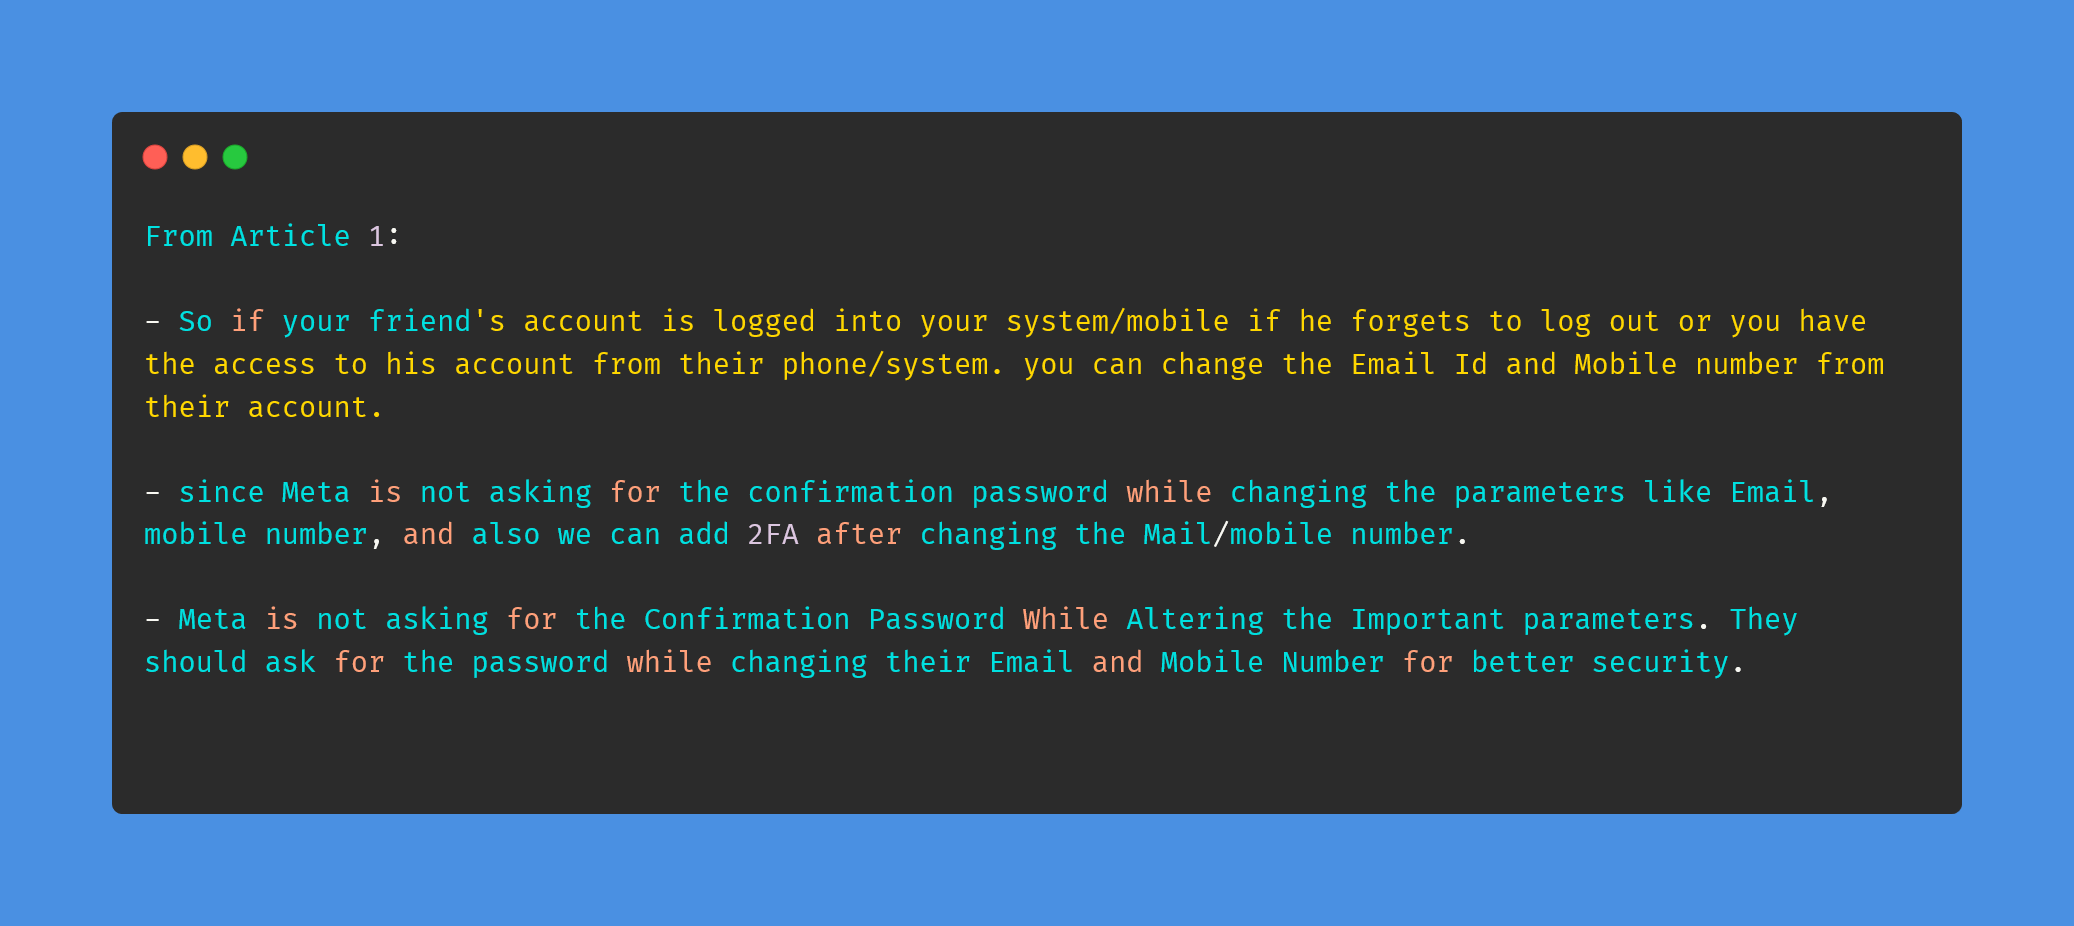 From Article 1:
- So if your friend's account is logged into your system/mobile if he forgets to log out or you have
the access to his account from their phone/system. you can change the Email Id and Mobile number from
their account.
- since Meta is not asking for the confirmation password while changing the parameters like Email,
mobile number, and also we can add 2FA after changing the Mail/mobile number.
- Meta is not asking for the Confirmation Password While Altering the Important parameters. They
should ask for the password while changing their Email and Mobile Number for better security.